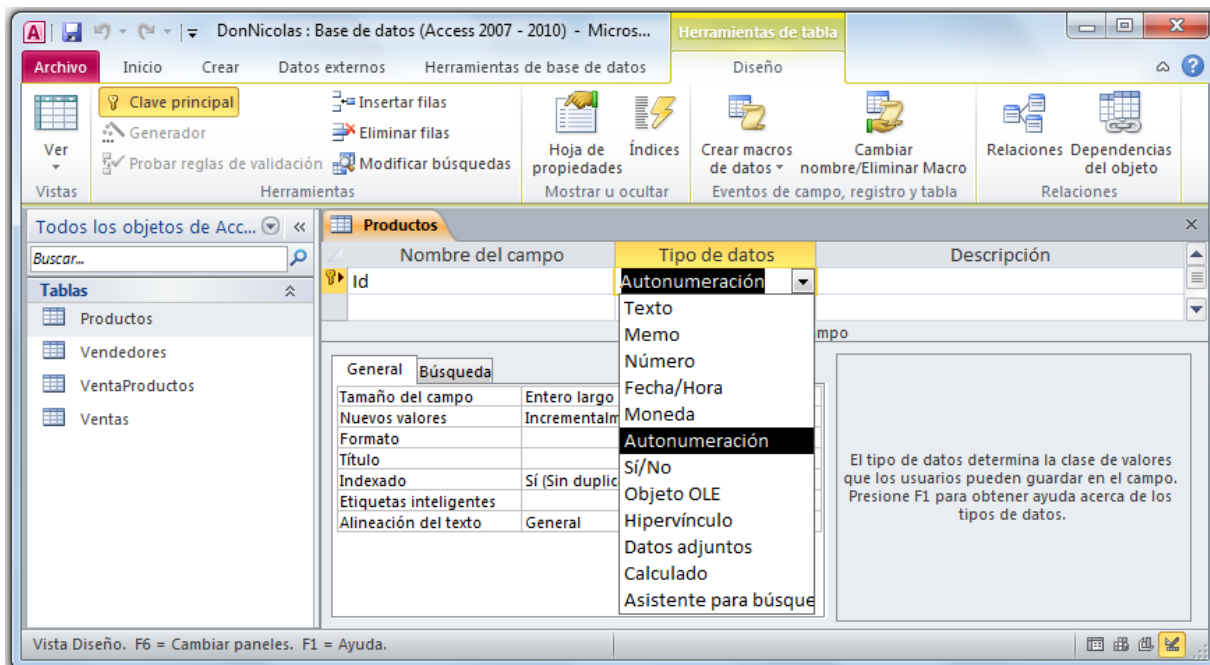 DonNicolas : Base de datos (Access 2007 - 2010) - Micros...
Herramientas de tabla
Archivo Inicio Crear Datos externos Herramientas de base de datos Diseño
Ver
Clave principal
Generador
Probar reglas de validación
Insertar filas
Eliminar filas
Modificar búsquedas
Hoja de propiedades
Índices
Crear macros de datos
Cambiar nombre/Eliminar Macro
Relaciones
Dependencias del objeto
Vistas Herramientas Mostrar u ocultar Eventos de campo, registro y tabla Relaciones
Todos los objetos de Acc...
Buscar...
Tablas
Productos
Vendedores
VentaProductos
Ventas
Productos
Nombre del campo Tipo de datos Descripción
Id Autonumeración
Texto
Memo
Número
Fecha/Hora
Moneda
Autonumeración
Sí/No
Objeto OLE
Hipervínculo
Datos adjuntos
Calculado
Asistente para búsque
mpo
General Búsqueda
Tamaño del campo Entero largo
Nuevos valores Incrementalm
Formato
Título
Indexado Sí (Sin duplic
Etiquetas inteligentes
Alineación del texto General
El tipo de datos determina la clase de valores
que los usuarios pueden guardar en el campo.
Presione F1 para obtener ayuda acerca de los
tipos de datos.
Vista Diseño. F6 = Cambiar paneles. F1 = Ayuda.